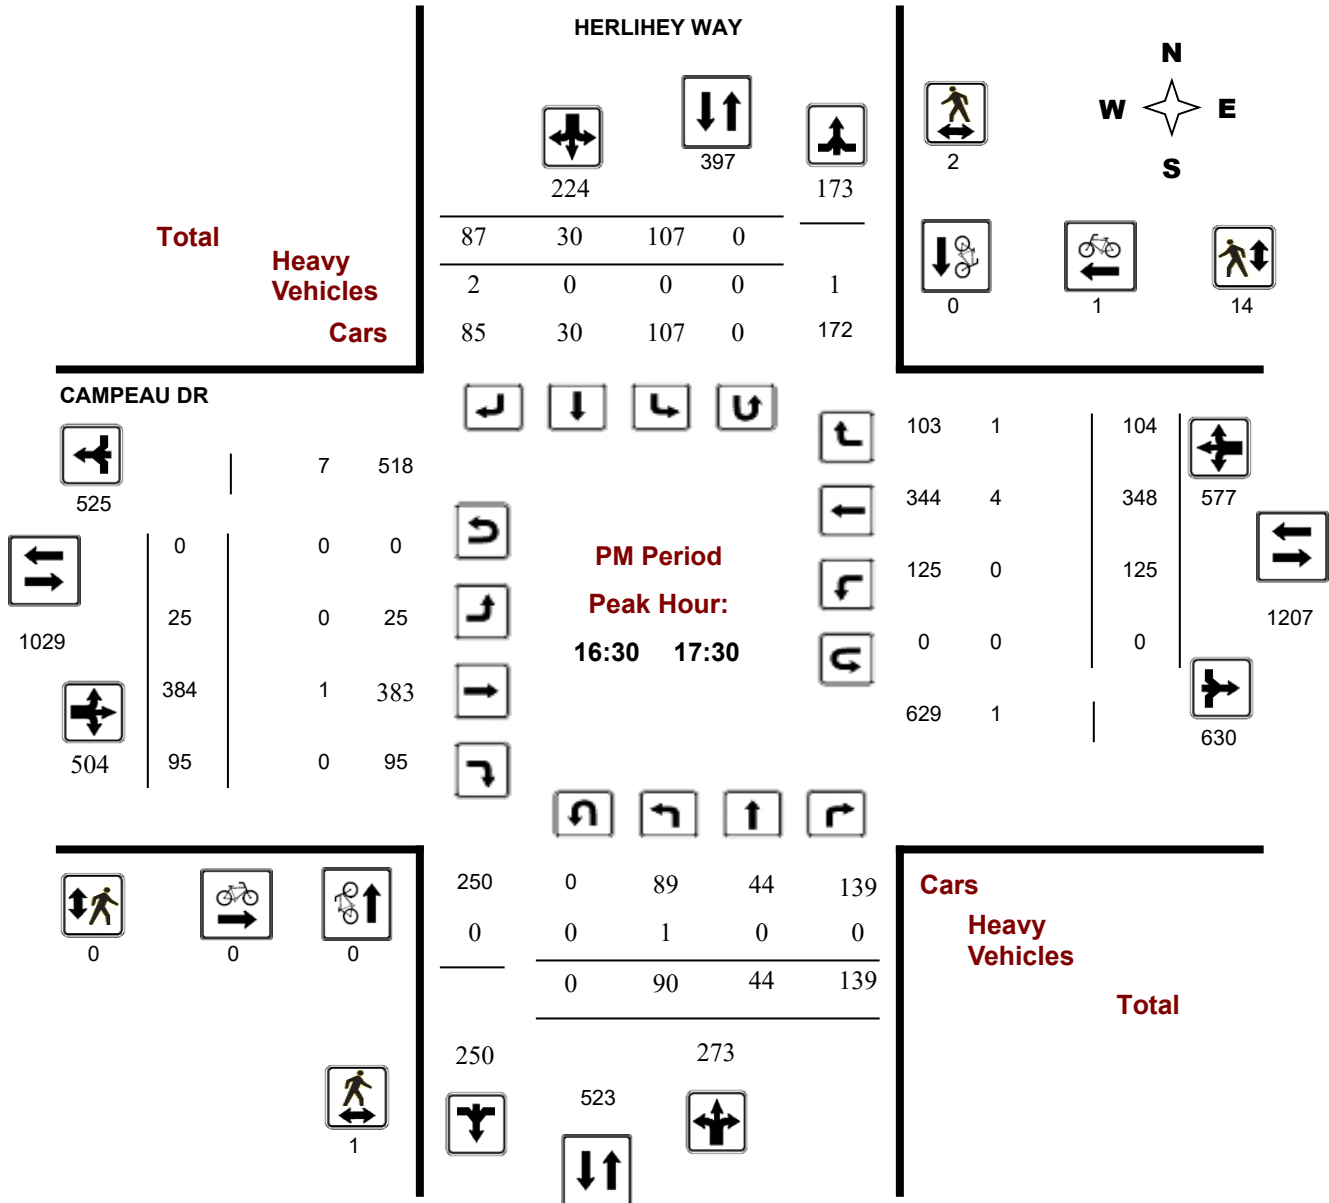 HERLIHEY WAY
N
W E
S
397
2
224
173
Total
87 30 107 0
Heavy
Vehicles
2 0 0 0 1
Cars
85 30 107 0 172
0 1 14
CAMPEAU DR
103 1 104
7 518
525
344 4 348 577
0 0 0
PM Period
125 0 125
Peak Hour:
25 0 25
1207
1029
16:30 17:30
0 0 0
384 1 383
629 1
630
504 95 0 95
250 0 89 44 139
Cars
0 0 1 0 0
Heavy
Vehicles
0 0 0
0 90 44 139
Total
250 273
523
1